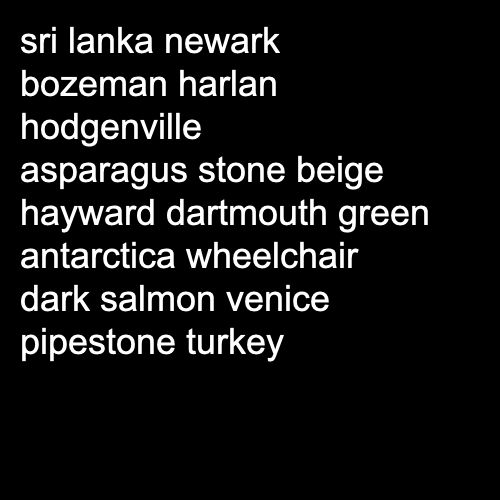 sri lanka newark
bozeman harlan
hodgenville
asparagus stone beige
hayward dartmouth green
antarctica wheelchair
dark salmon venice
pipestone turkey